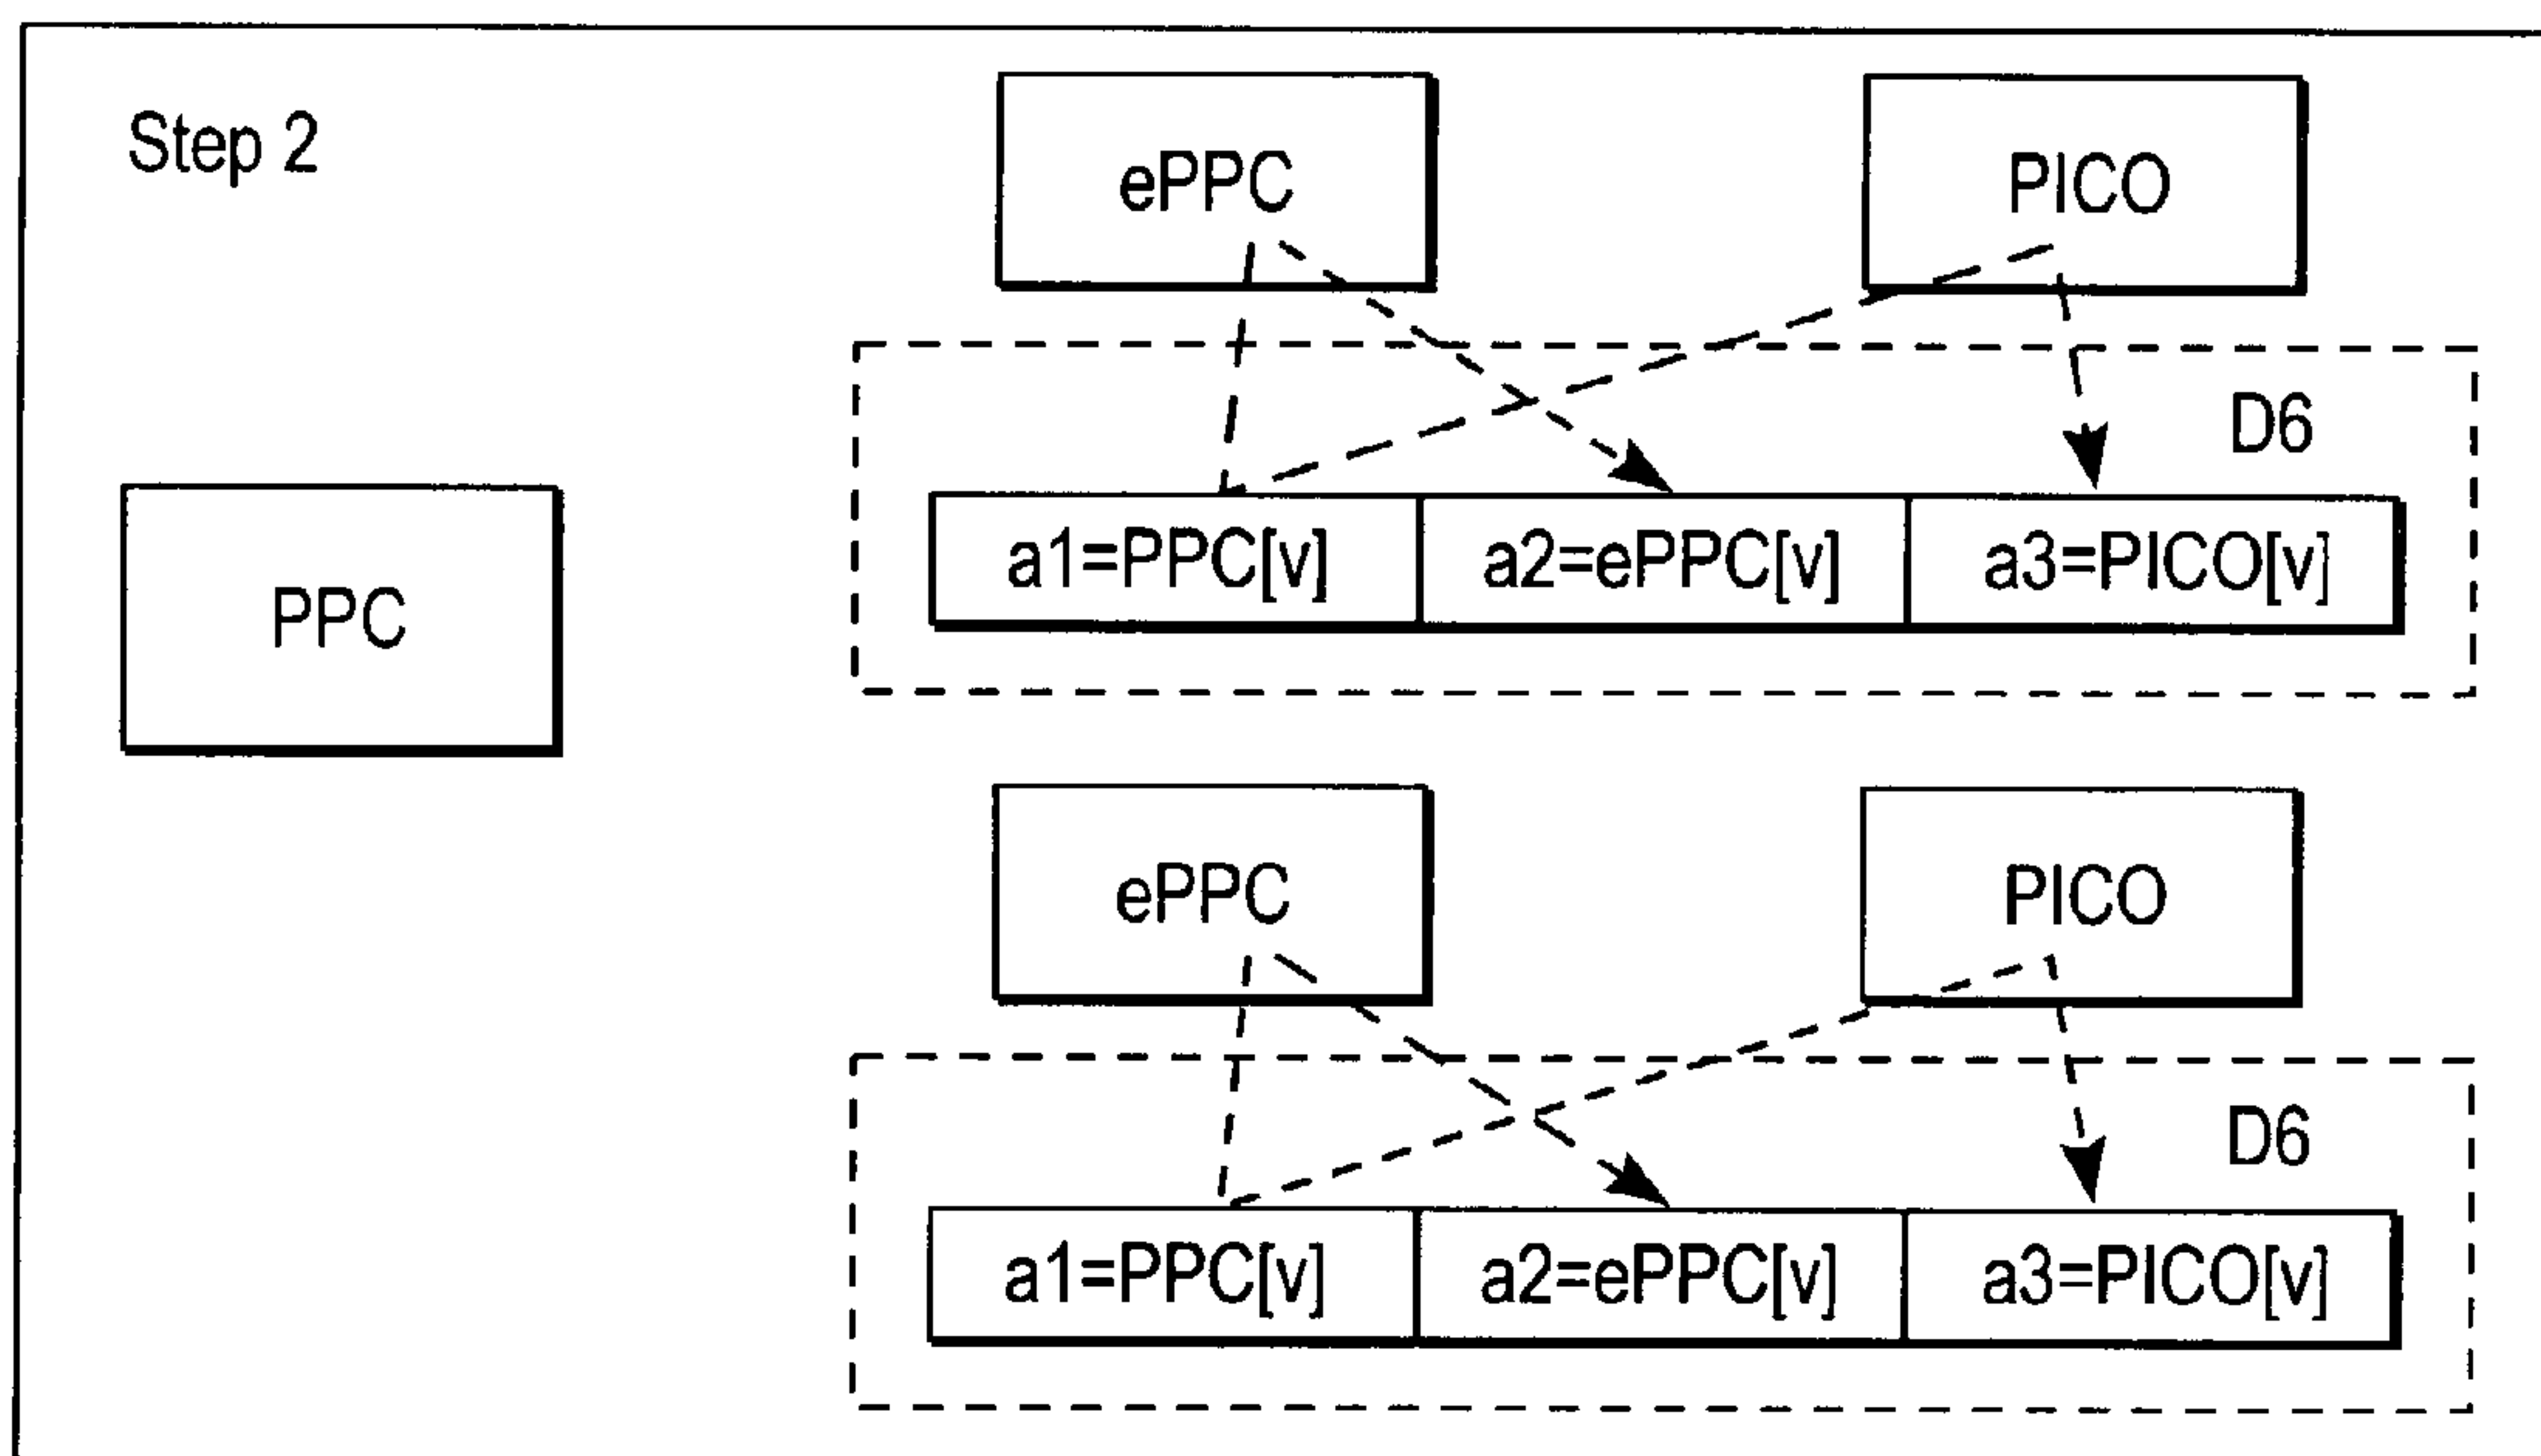 Step 2
ePPC
PICO
D6
a1=PPC[v] a2=ePPC[v] a3=PICO[v]
PPC
ePPC
PICO
D6
a1=PPC[v] a2=ePPC[v] a3=PICO[v]